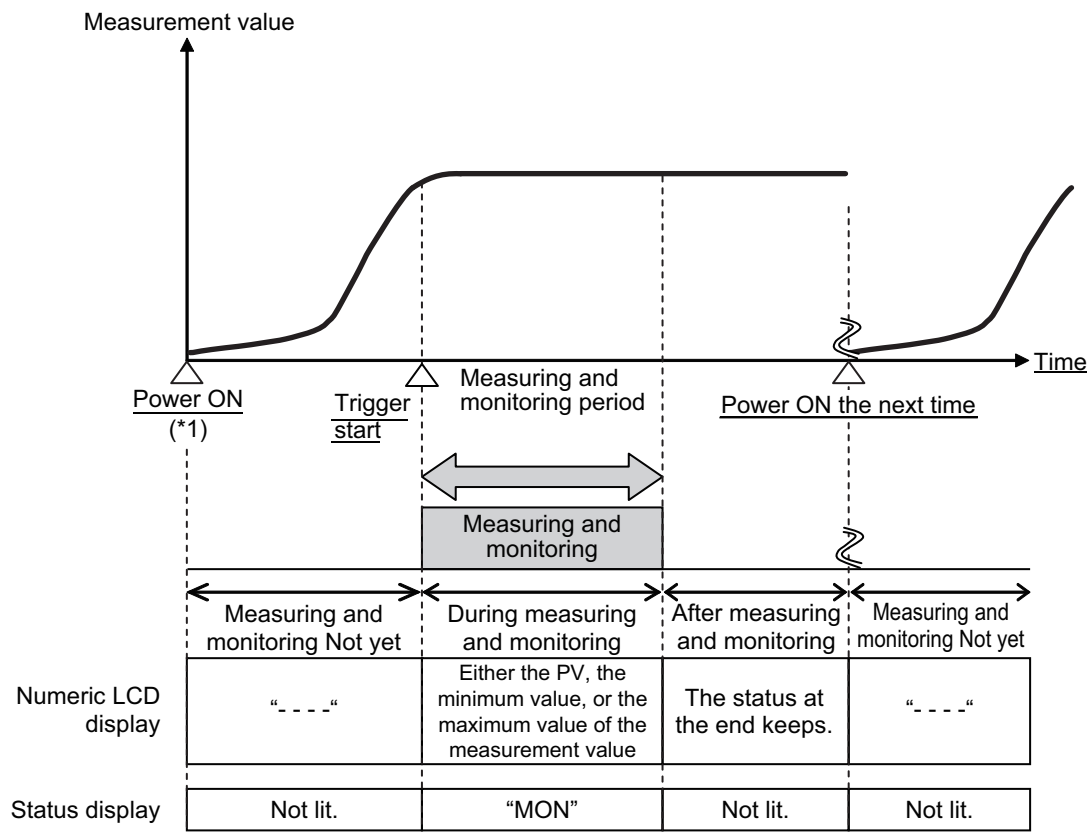 Measurement value
Time
Power ON
(*1)
Trigger
start
Measuring and
monitoring period
Power ON the next time
Measuring and
monitoring
Measuring and
monitoring Not yet
During measuring
and monitoring
After measuring
and monitoring
Measuring and
monitoring Not yet
Numeric LCD
display
“- - - -“
Either the PV, the
minimum value, or the
maximum value of the
measurement value
The status at
the end keeps.
“- - - -“
Status display
Not lit.
“MON”
Not lit.
Not lit.